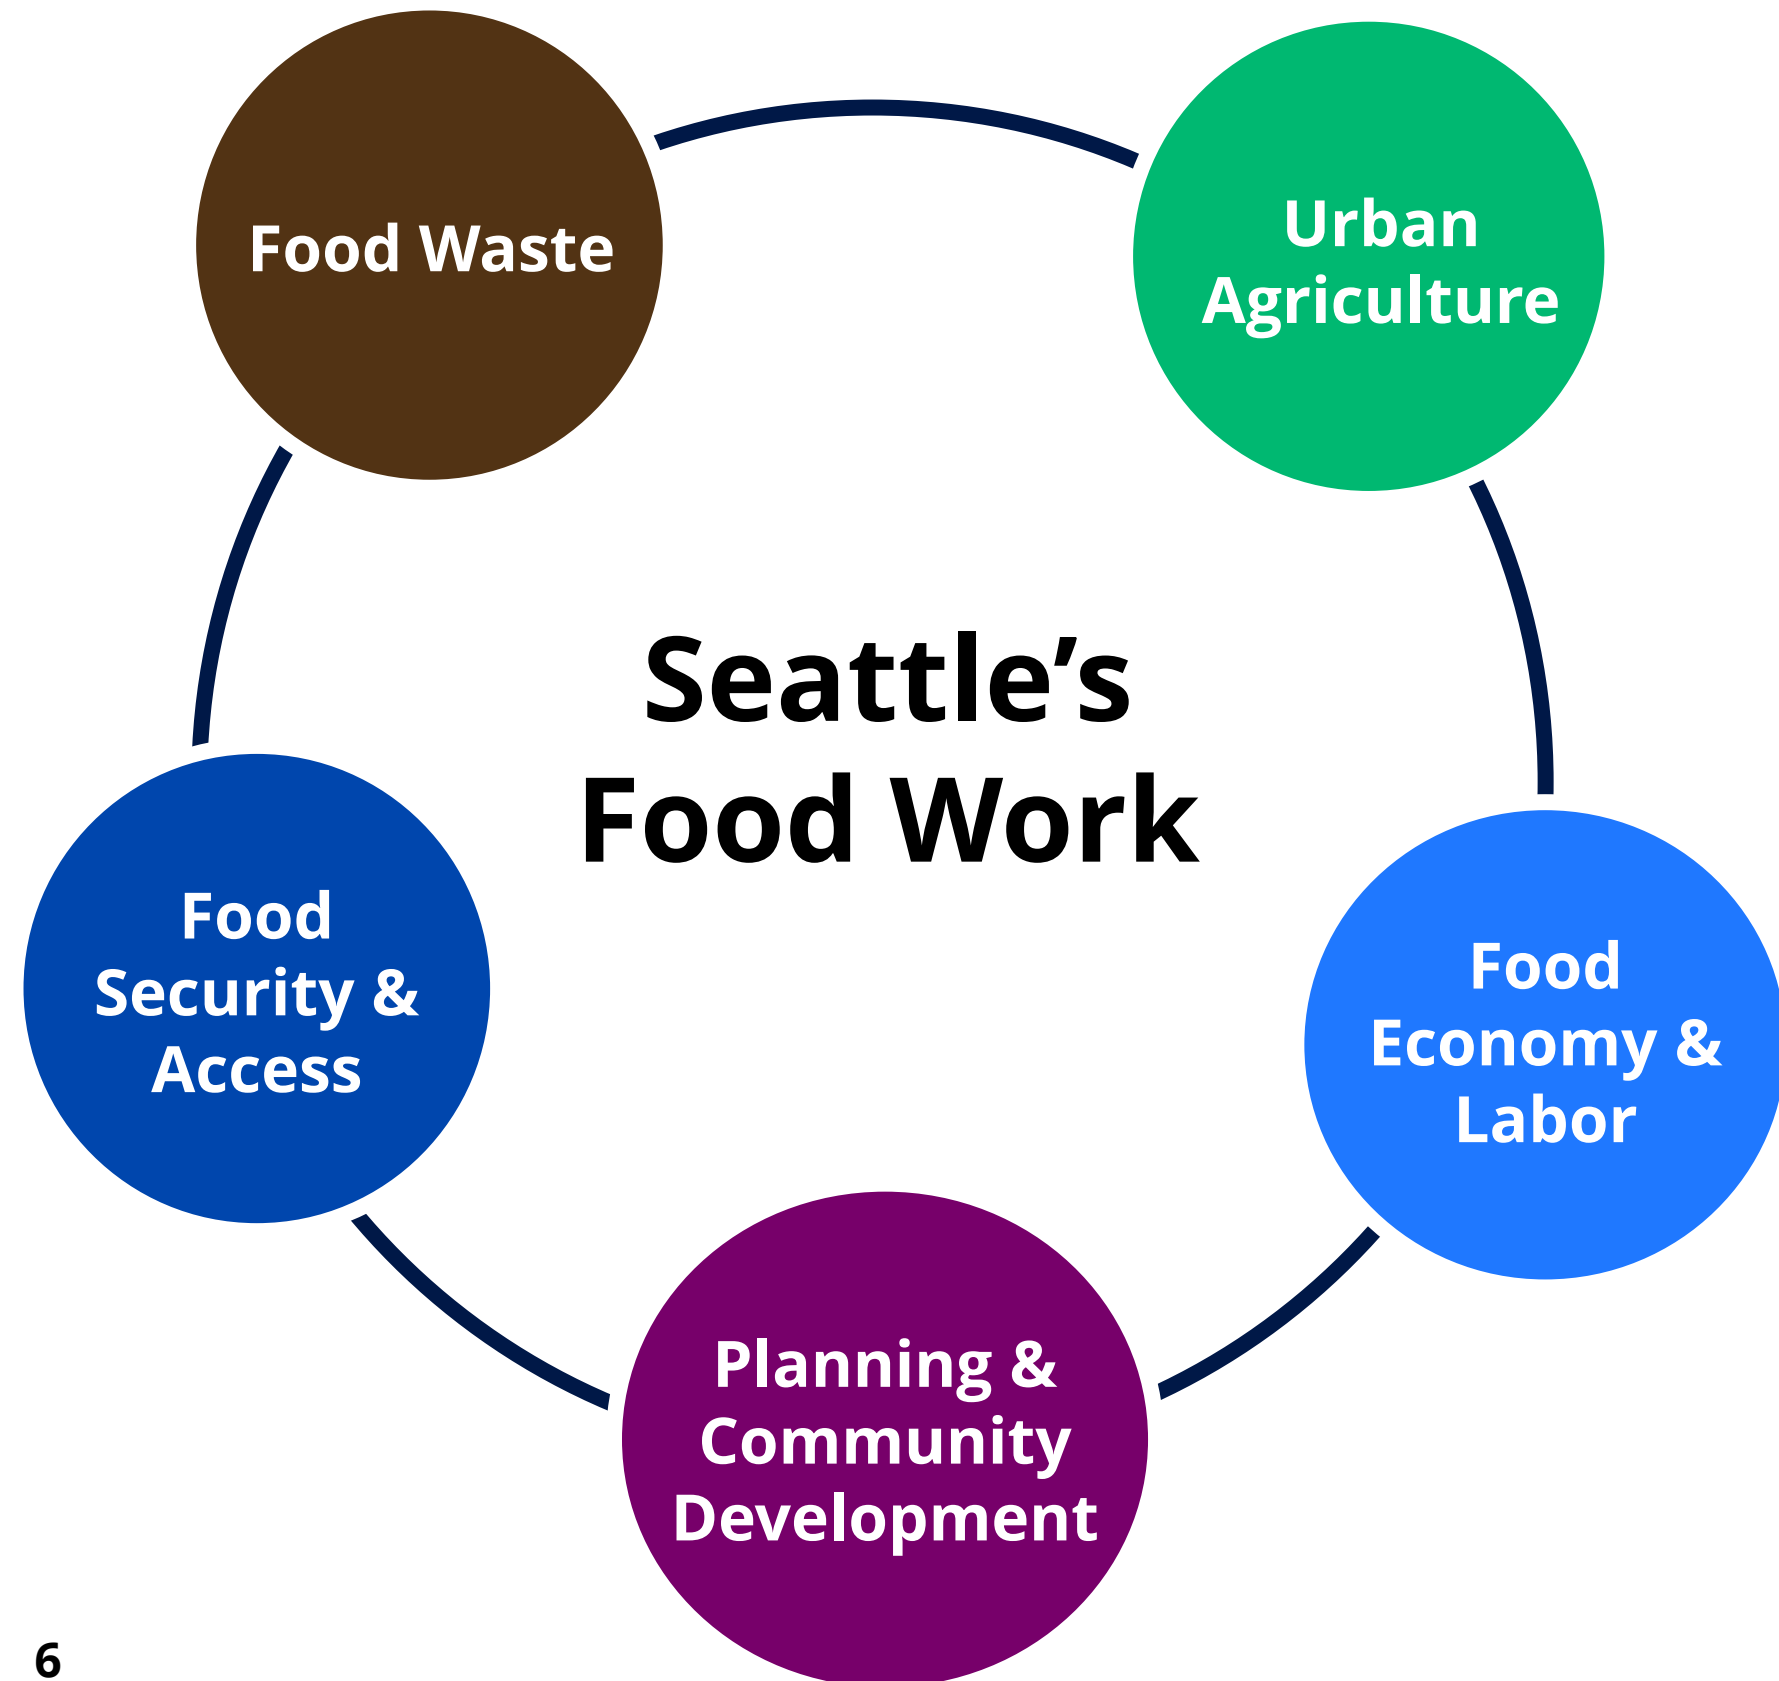 Food Waste
Urban
Agriculture
Seattle’s
Food Work
Food
Security &
Access
Food
Economy &
Labor
Planning &
Community
Development
6